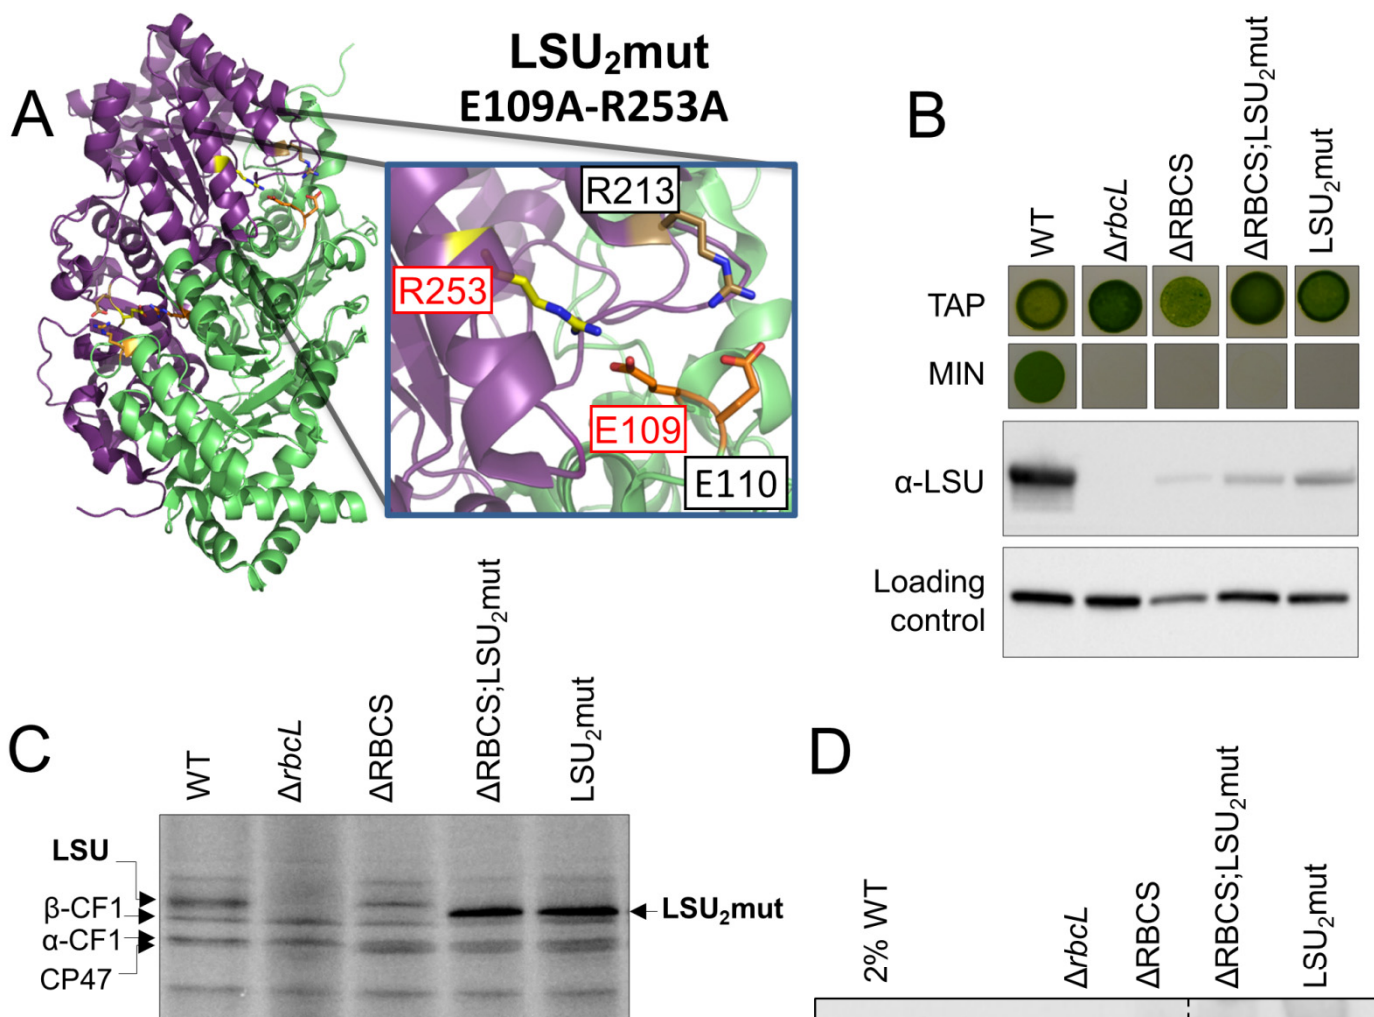 A
LSU₂mut
E109A-R253A
R213
R253
E109
E110
B
WT
ΔrbcL
ΔRBCS
ΔRBCS;LSU₂mut
LSU₂mut
TAP
MIN
α-LSU
Loading
control
C
WT
ΔrbcL
ΔRBCS
ΔRBCS;LSU₂mut
LSU₂mut
LSU
β-CF1
α-CF1
CP47
LSU₂mut
D
2% WT
ΔrbcL
ΔRBCS
ΔRBCS;LSU₂mut
LSU₂mut